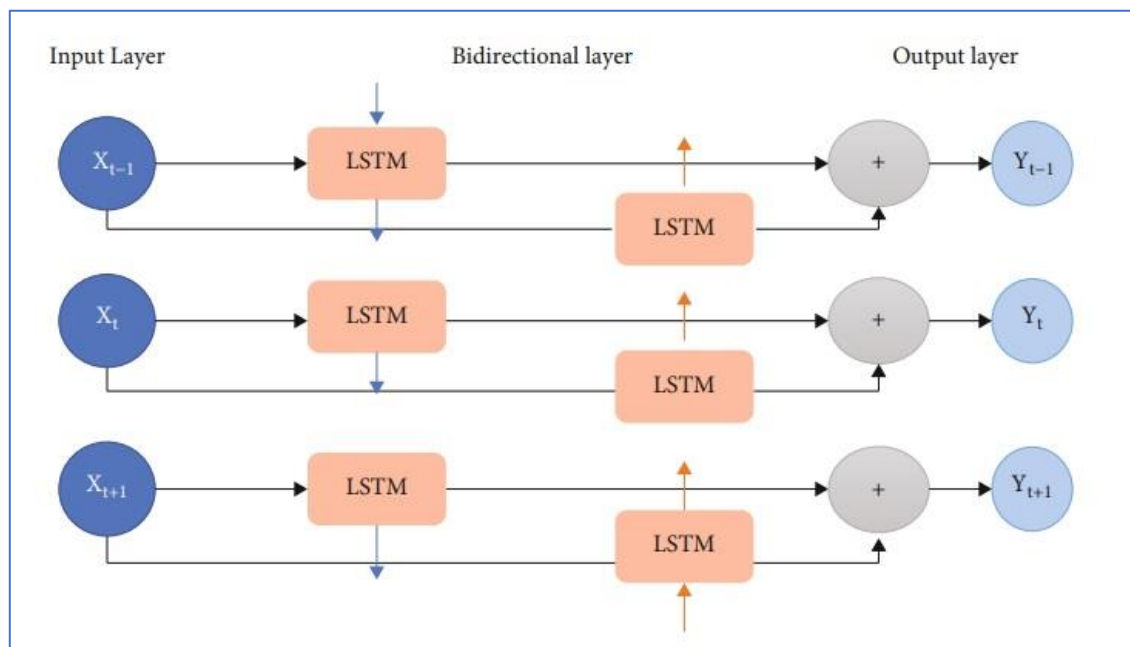 Input Layer
Bidirectional layer
Output layer
Xt−1
LSTM
+
Yt−1
LSTM
Xt
LSTM
+
Yt
LSTM
Xt+1
LSTM
+
Yt+1
LSTM